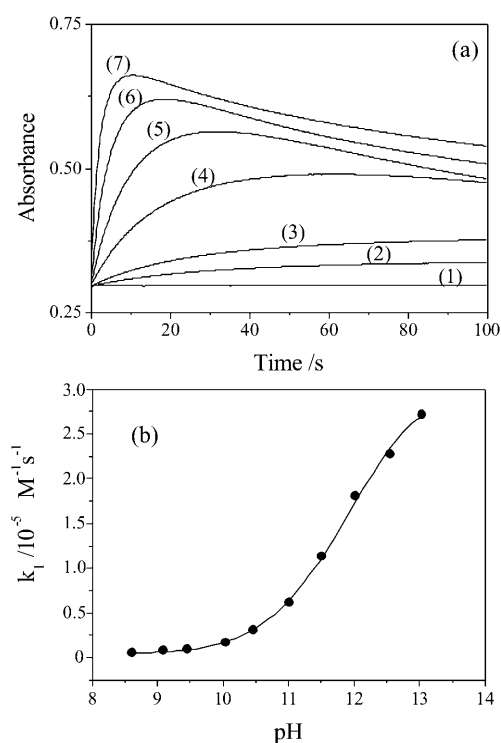 (a)
0.75
0.50
0.25
Absorbance
(7)
(6)
(5)
(4)
(3)
(2)
(1)
0 20 40 60 80 100
Time /s
(b)
3.0
2.5
2.0
1.5
1.0
0.5
0
k₁ /10⁻⁵ M⁻¹s⁻¹
8 9 10 11 12 13 14
pH